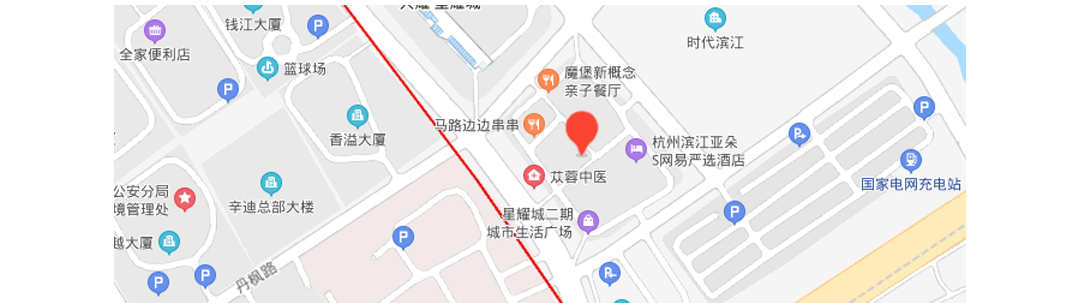 星耀城
钱江大厦
时代滨江
全家便利店
篮球场
魔堡新概念
亲子餐厅
P
P
P
P
马路边边串串
香溢大厦
杭州滨江亚朵
S网易严选酒店
苡蓉中医
国家电网充电站
公安分局
境管理处
辛迪总部大楼
P
星耀城二期
城市生活广场
越大厦
P
丹枫路
P
P
P